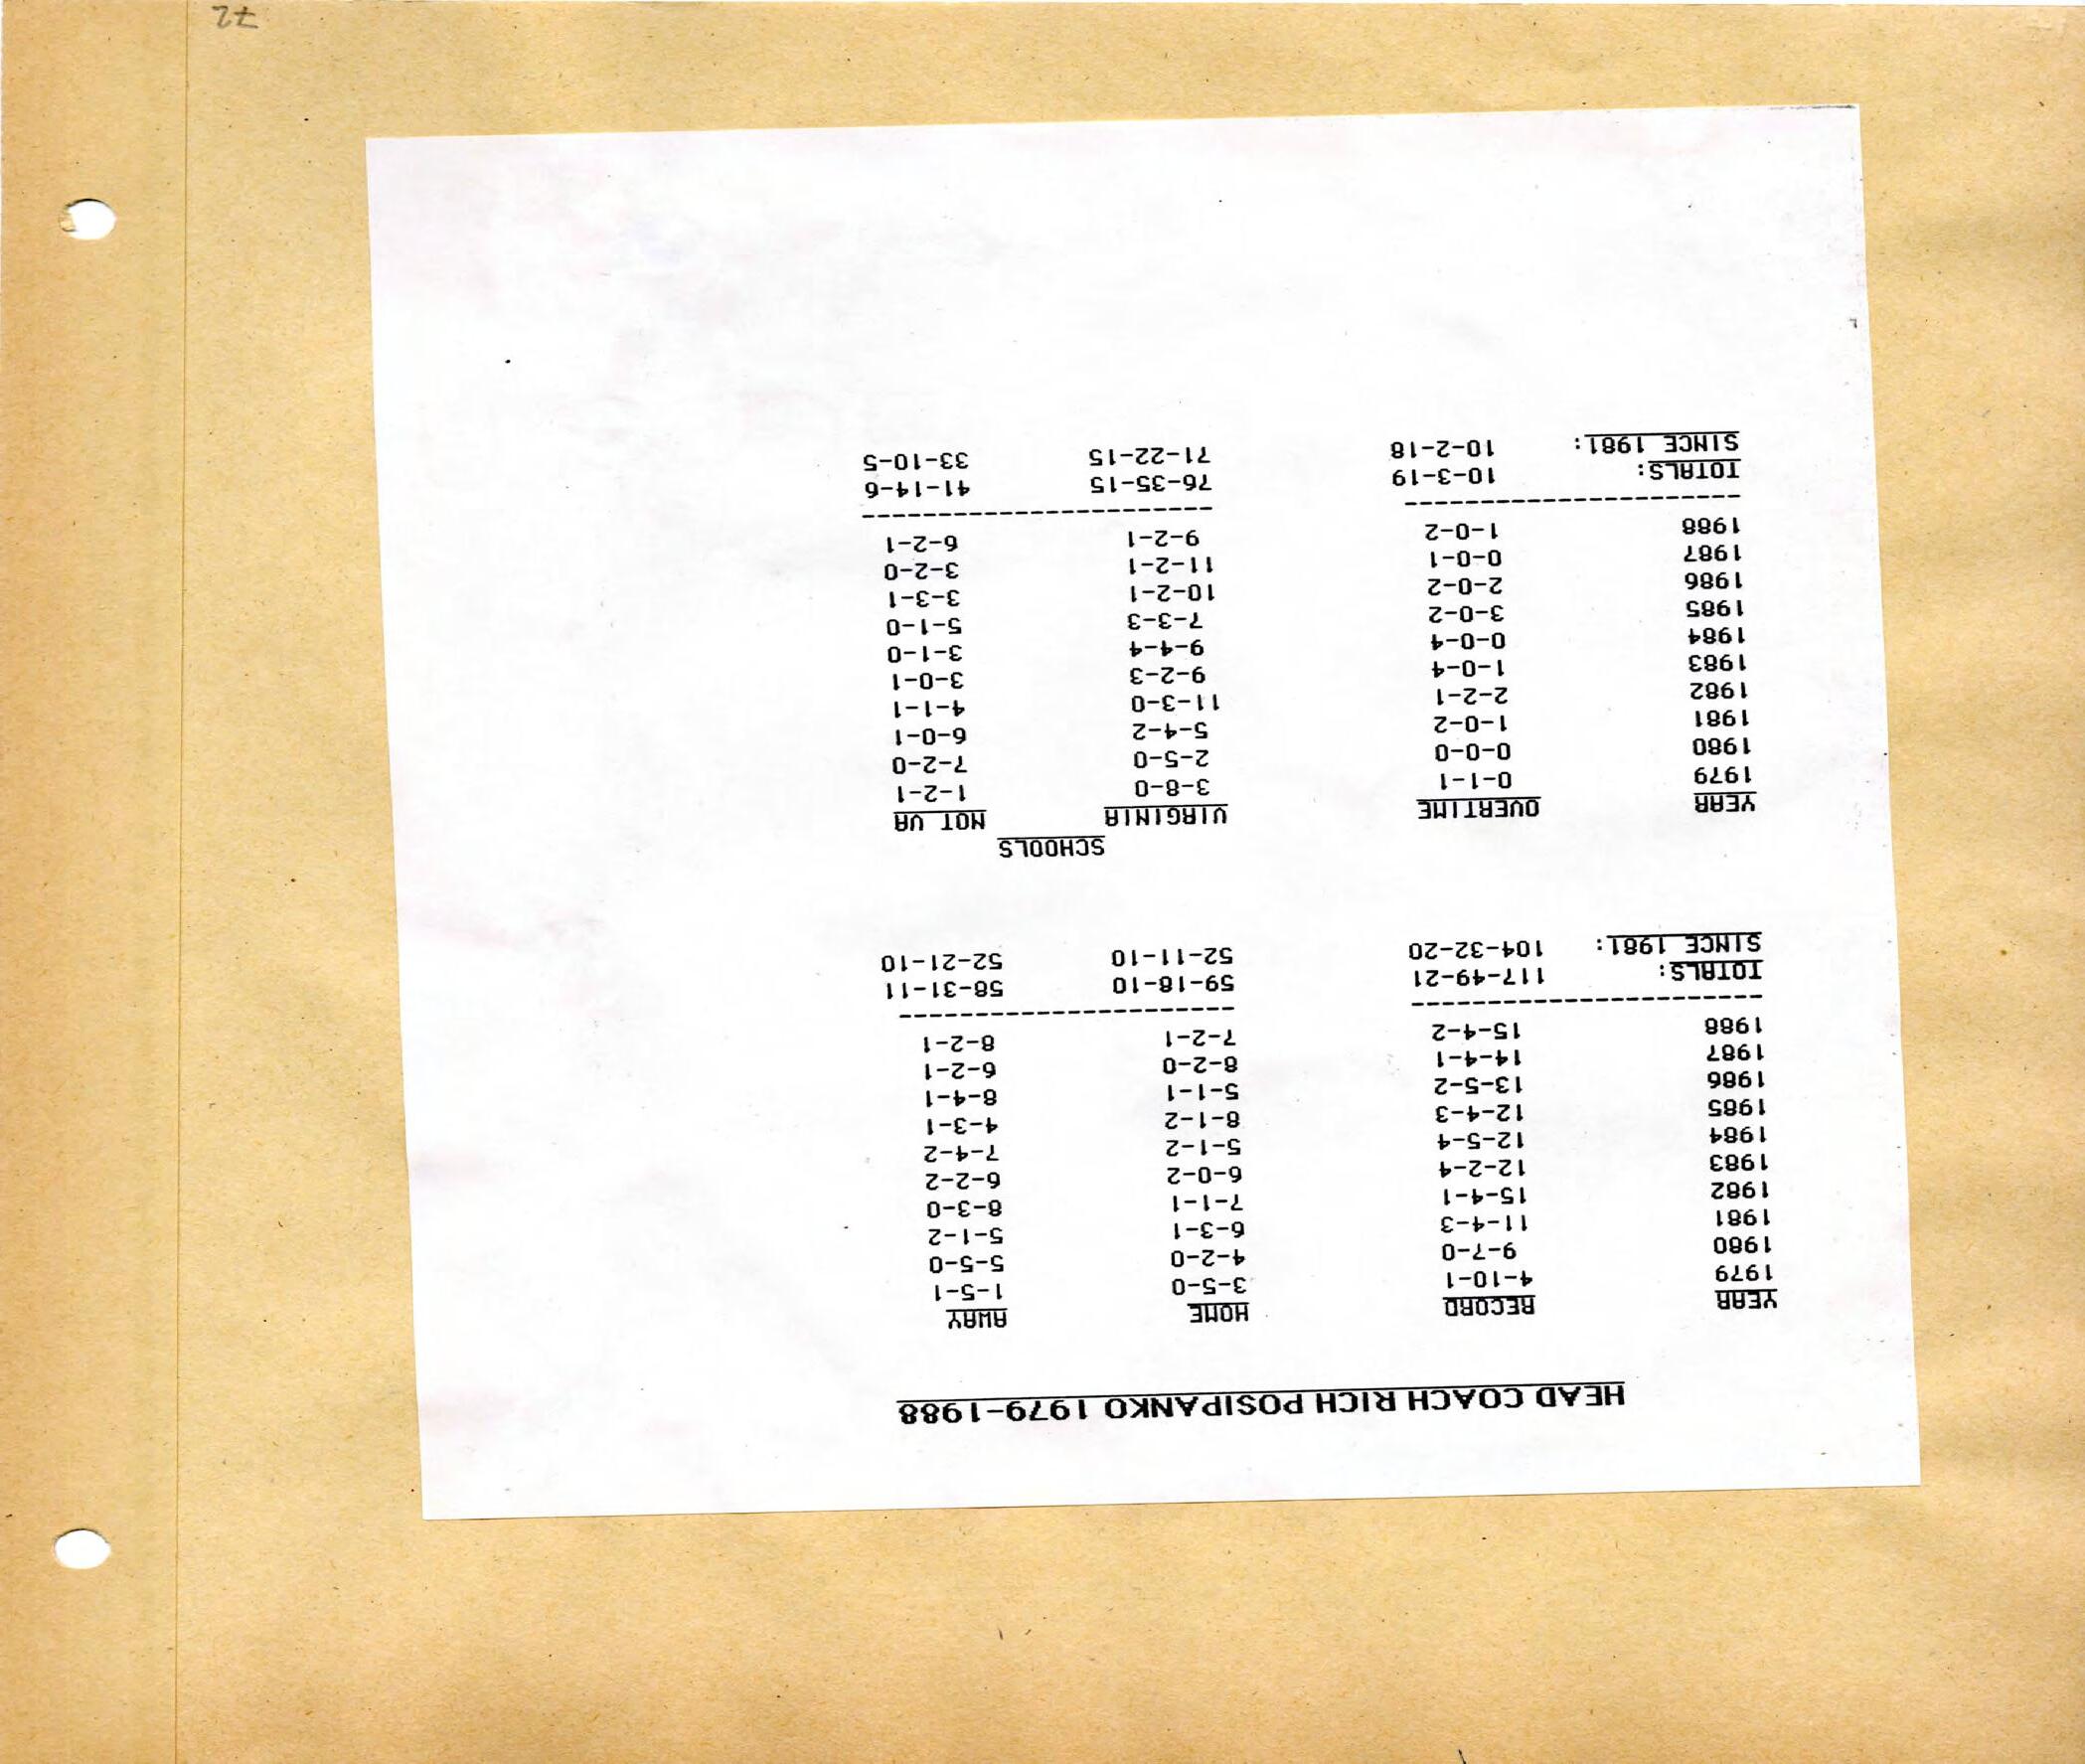 HEAD COACH RICH POSIPANKO 1979-1988
YEAR RECORD HOME AWAY
1979 4-10-1 3-5-0 1-5-1
1980 9-7-0 4-2-0 5-5-0
1981 11-4-3 6-3-1 5-1-2
1982 15-4-1 7-1-1 8-3-0
1983 12-2-4 6-0-2 6-2-2
1984 12-5-4 5-1-2 7-4-2
1985 12-4-3 8-1-2 4-3-1
1986 13-5-2 5-1-1 8-4-1
1987 14-4-1 8-2-0 6-2-1
1988 15-4-2 7-2-1 8-2-1
TOTALS: 117-49-21 59-18-10 58-31-11
SINCE 1981: 104-32-20 52-11-10 52-21-10
SCHOOLS
YEAR OVERTIME VIRGINIA NOT VA
1979 0-1-1 3-8-0 1-2-1
1980 0-0-0 2-5-0 7-2-0
1981 1-0-2 5-4-2 6-0-1
1982 2-2-1 11-3-0 4-1-1
1983 1-0-4 9-2-3 3-0-1
1984 0-0-4 9-4-4 3-1-0
1985 3-0-2 7-3-3 5-1-0
1986 2-0-2 10-2-1 3-3-1
1987 0-0-1 11-2-1 3-2-0
1988 1-0-2 9-2-1 6-2-1
TOTALS: 10-3-19 76-35-15 41-14-6
SINCE 1981: 10-2-18 71-22-15 33-10-5
72